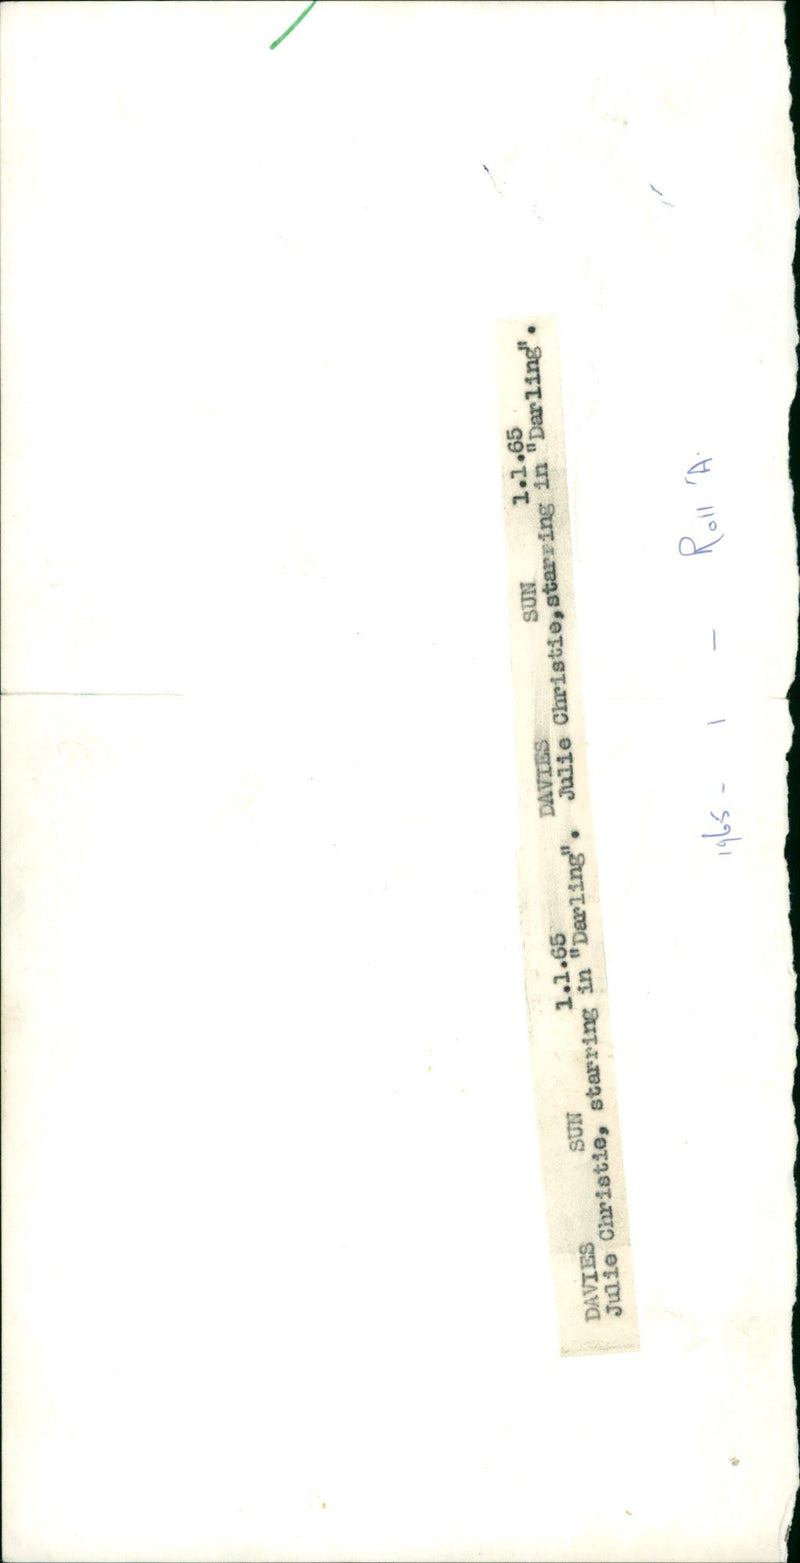 DAVIES SUN 1.1.65 DAVIES SUN 1.1.65
Julie Christie, starring in "Darling". Julie Christie,starring in "Darling".
1965 - 1 - Roll 'A'